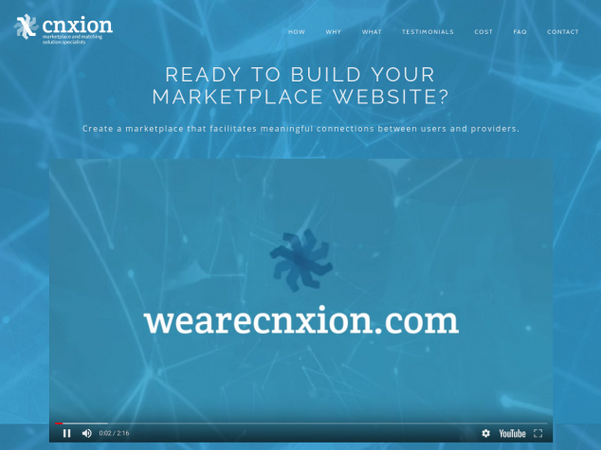 cnxion
marketplace and matching
solution specialists
HOW WHY WHAT TESTIMONIALS COST FAQ CONTACT
READY TO BUILD YOUR
MARKETPLACE WEBSITE?
Create a marketplace that facilitates meaningful connections between users and providers.
wearecnxion.com
0:02 / 2:16
YouTube